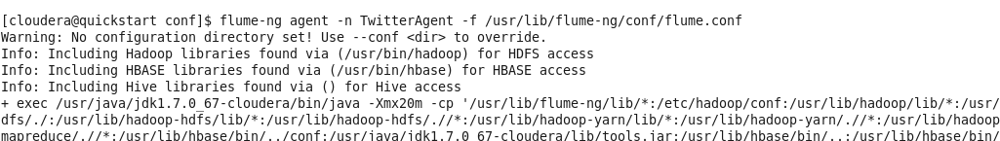 [cloudera@quickstart conf]$ flume-ng agent -n TwitterAgent -f /usr/lib/flume-ng/conf/flume.conf
Warning: No configuration directory set! Use --conf <dir> to override.
Info: Including Hadoop libraries found via (/usr/bin/hadoop) for HDFS access
Info: Including HBASE libraries found via (/usr/bin/hbase) for HBASE access
Info: Including Hive libraries found via () for Hive access
+ exec /usr/java/jdk1.7.0_67-cloudera/bin/java -Xmx20m -cp '/usr/lib/flume-ng/lib/*:/etc/hadoop/conf:/usr/lib/hadoop/lib/*:/usr/
dfs/./:/usr/lib/hadoop-hdfs/lib/*:/usr/lib/hadoop-hdfs/.//*:/usr/lib/hadoop-yarn/lib/*:/usr/lib/hadoop-yarn/.//*:/usr/lib/hadoop
mapreduce/.//*:/usr/lib/hbase/bin/../conf:/usr/java/jdk1.7.0_67-cloudera/lib/tools.jar:/usr/lib/hbase/bin/..:/usr/lib/hbase/bin/